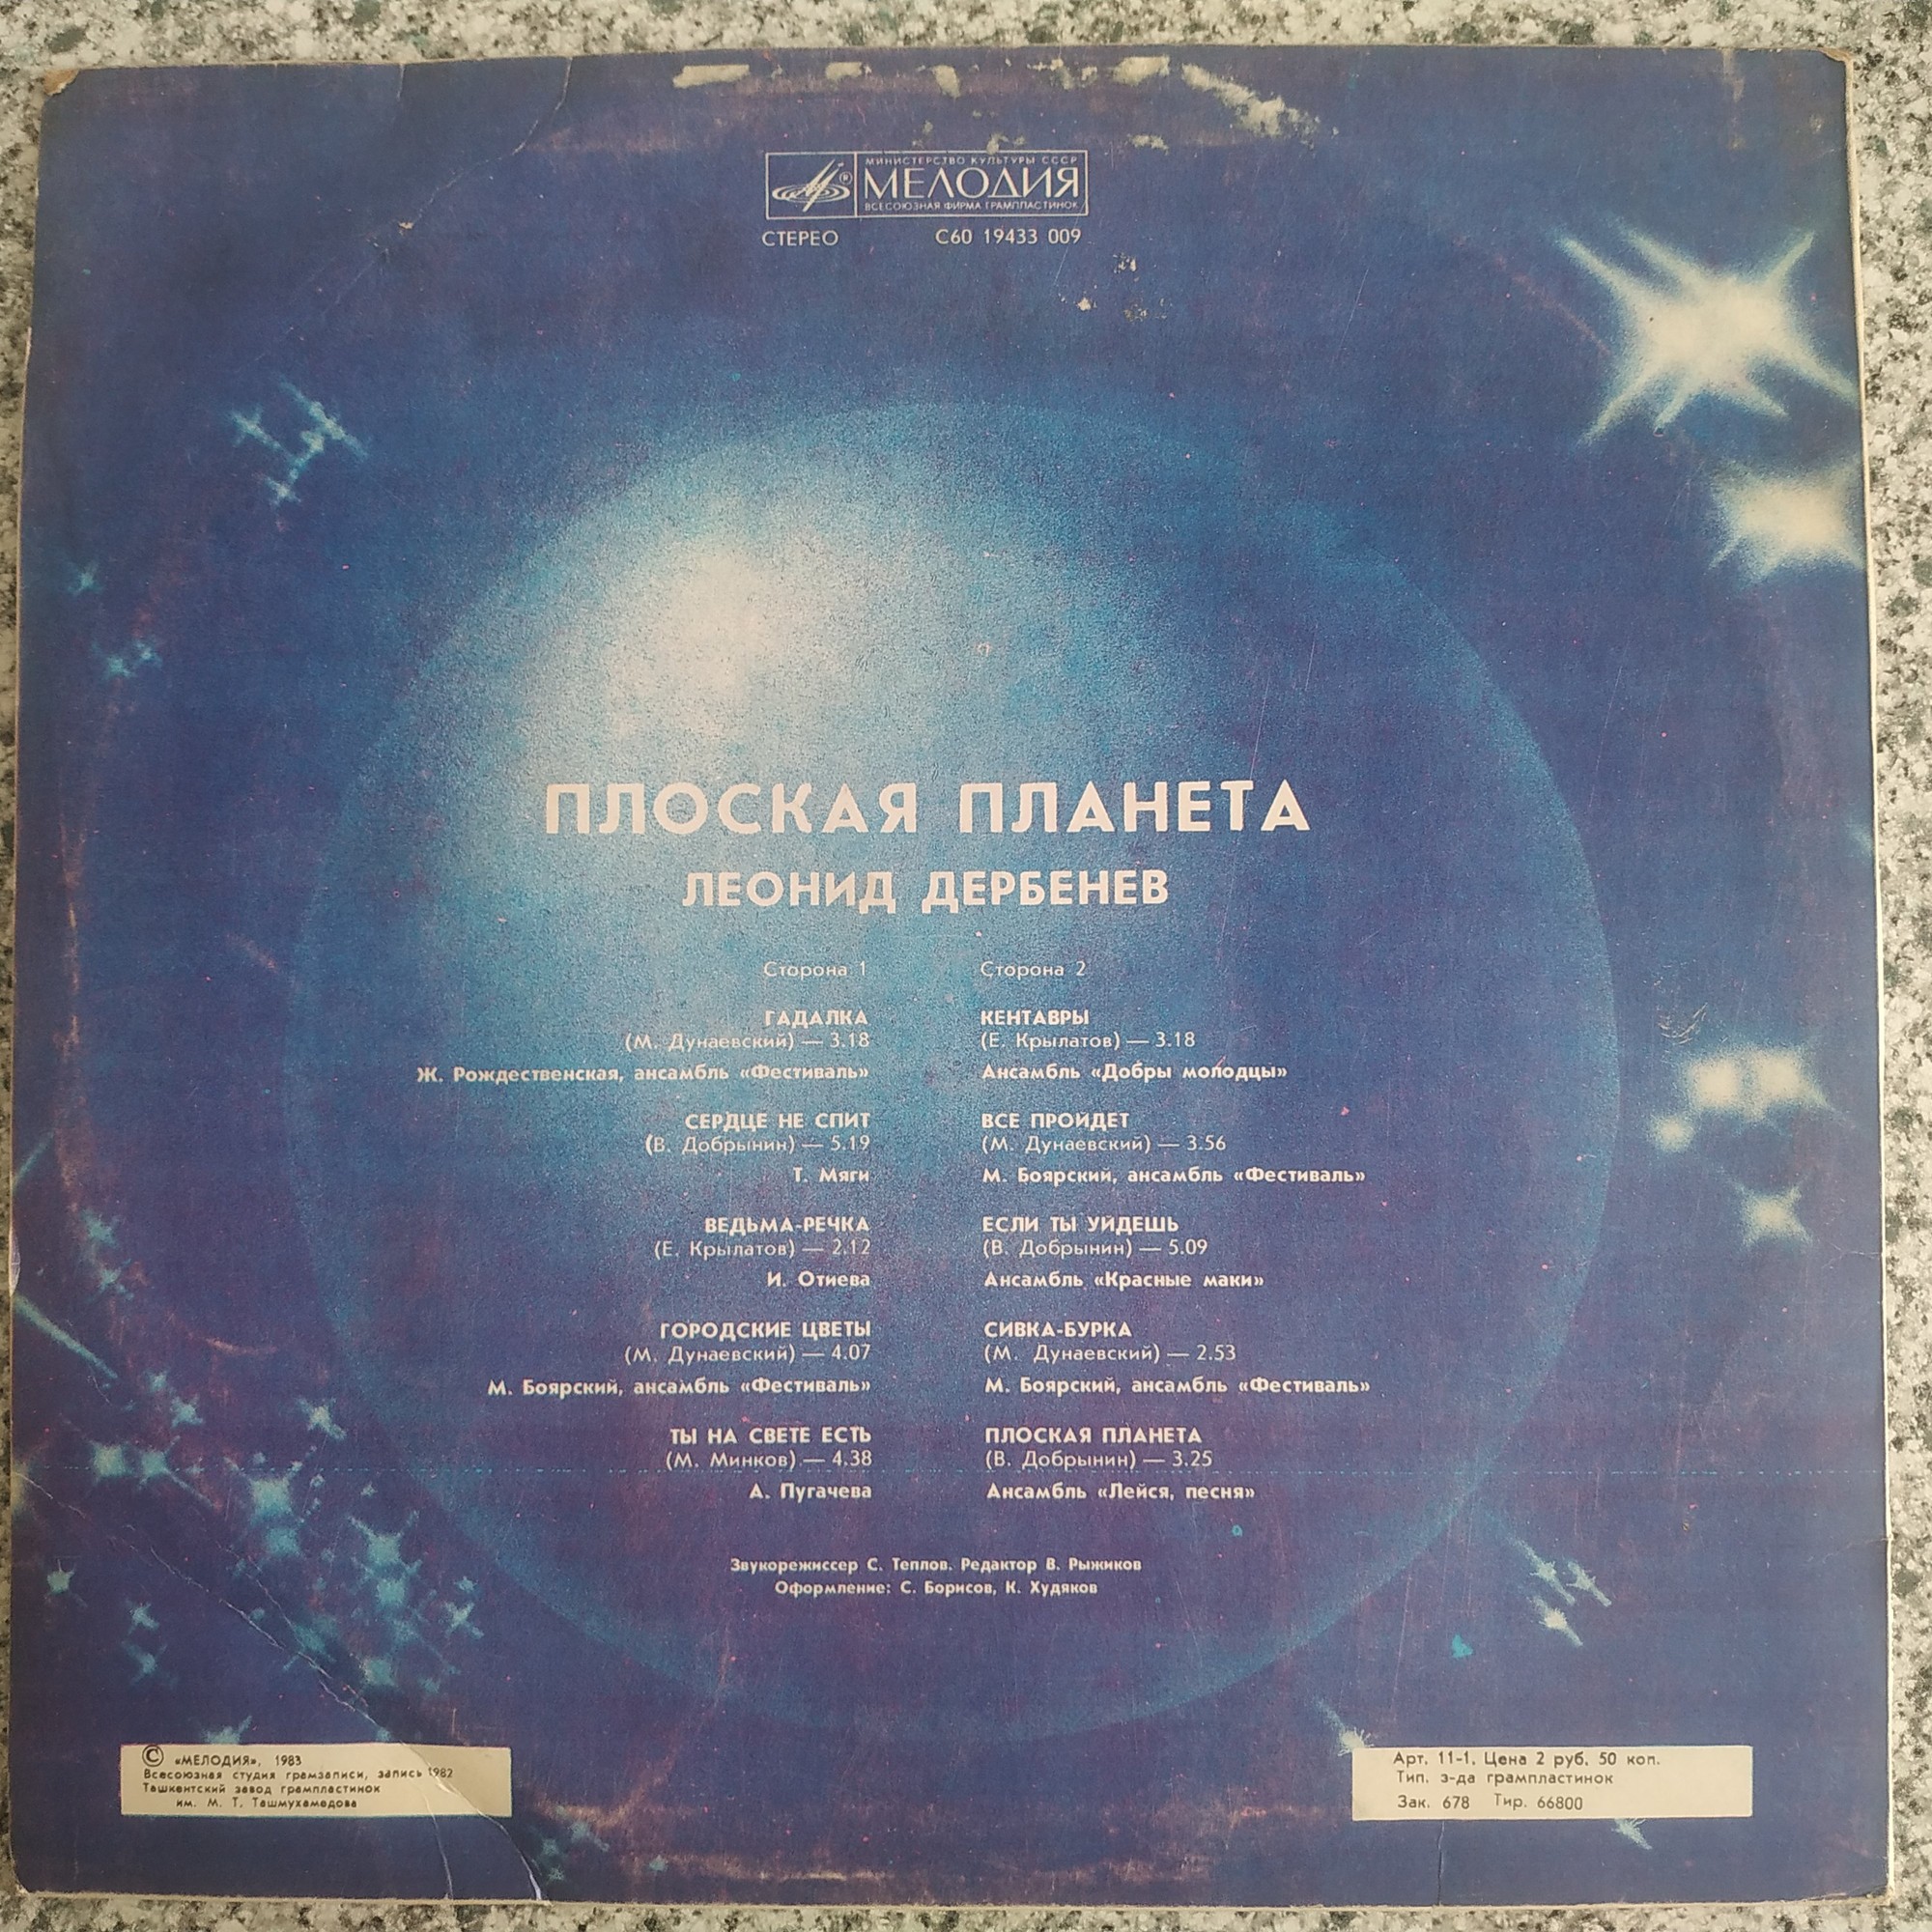 МИНИСТЕРСТВО КУЛЬТУРЫ СССР
МЕЛОДИЯ
ВСЕСОЮЗНАЯ ФИРМА ГРАМПЛАСТИНОК
СТЕРЕО С60 19433 009
ПЛОСКАЯ ПЛАНЕТА
ЛЕОНИД ДЕРБЕНЕВ
Сторона 1
ГАДАЛКА
(М. Дунаевский) — 3.18
Ж. Рождественская, ансамбль «Фестиваль»
СЕРДЦЕ НЕ СПИТ
(В. Добрынин) — 5.19
Т. Мяги
ВЕДЬМА-РЕЧКА
(Е. Крылатов) — 2.12
И. Отиева
ГОРОДСКИЕ ЦВЕТЫ
(М. Дунаевский) — 4.07
М. Боярский, ансамбль «Фестиваль»
ТЫ НА СВЕТЕ ЕСТЬ
(М. Минков) — 4.38
А. Пугачева
Сторона 2
КЕНТАВРЫ
(Е. Крылатов) — 3.18
Ансамбль «Добры молодцы»
ВСЕ ПРОЙДЕТ
(М. Дунаевский) — 3.56
М. Боярский, ансамбль «Фестиваль»
ЕСЛИ ТЫ УЙДЕШЬ
(В. Добрынин) — 5.09
Ансамбль «Красные маки»
СИВКА-БУРКА
(М. Дунаевский) — 2.53
М. Боярский, ансамбль «Фестиваль»
ПЛОСКАЯ ПЛАНЕТА
(В. Добрынин) — 3.25
Ансамбль «Лейся, песня»
Звукорежиссер С. Теплов. Редактор В. Рыжиков
Оформление: С. Борисов, К. Худяков
© «МЕЛОДИЯ», 1983
Всесоюзная студия грамзаписи, запись 1982
Ташкентский завод грампластинок
им. М. Т. Ташмухамедова
Арт. 11-1. Цена 2 руб. 50 коп.
Тип. з-да грампластинок
Зак. 678 Тир. 66800